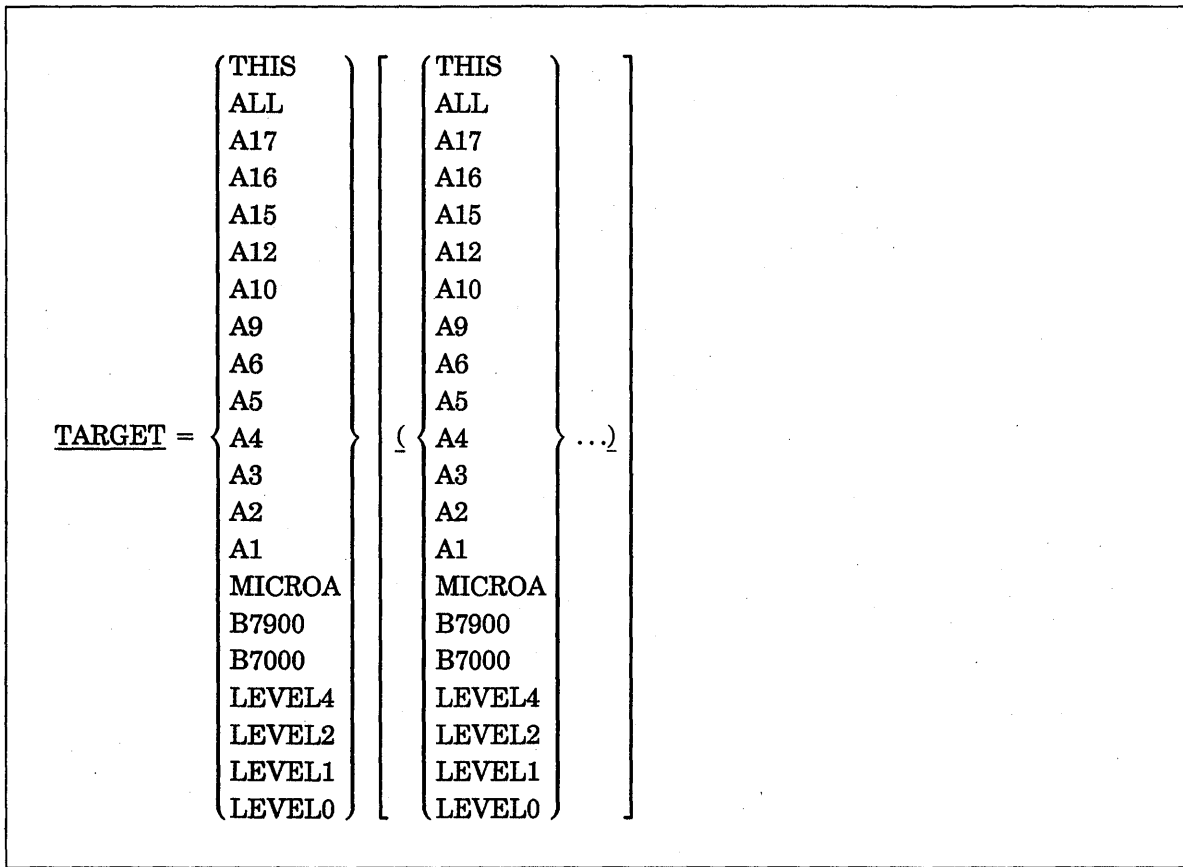 THIS THIS
ALL ALL
A17 A17
A16 A16
A15 A15
A12 A12
A10 A10
A9 A9
A6 A6
A5 A5
TARGET = { A4 } [ ( { A4 } ...) ]
A3 A3
A2 A2
A1 A1
MICROA MICROA
B7900 B7900
B7000 B7000
LEVEL4 LEVEL4
LEVEL2 LEVEL2
LEVEL1 LEVEL1
LEVEL0 LEVEL0